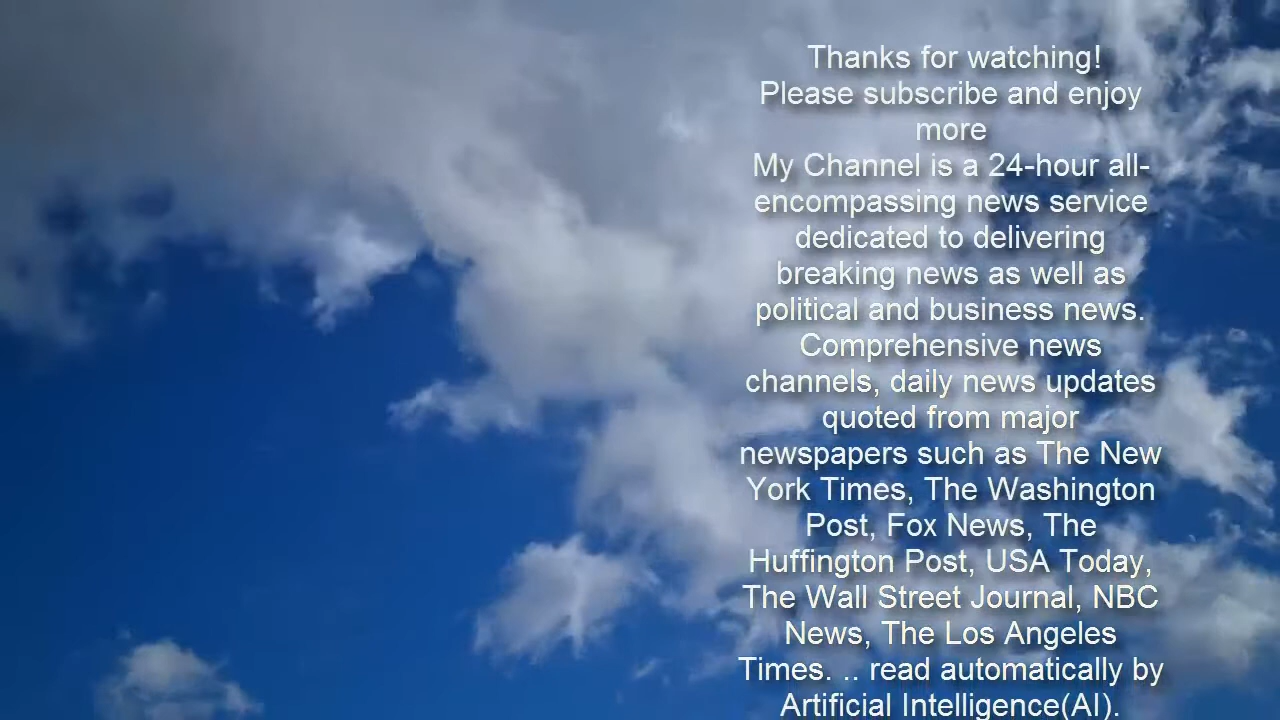 Thanks for watching!
Please subscribe and enjoy
more
My Channel is a 24-hour all-
encompassing news service
dedicated to delivering
breaking news as well as
political and business news.
Comprehensive news
channels, daily news updates
quoted from major
newspapers such as The New
York Times, The Washington
Post, Fox News, The
Huffington Post, USA Today,
The Wall Street Journal, NBC
News, The Los Angeles
Times. .. read automatically by
Artificial Intelligence(AI).